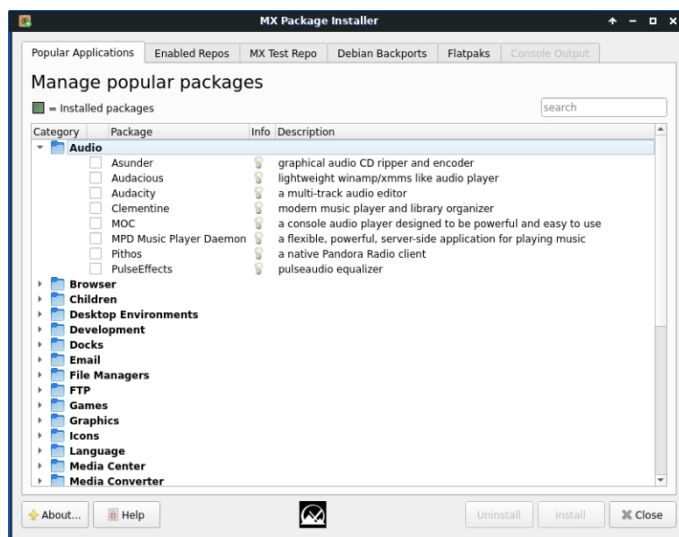 MX Package Installer
Popular Applications Enabled Repos MX Test Repo Debian Backports Flatpaks Console Output
Manage popular packages
= Installed packages search
Category Package Info Description
Audio
Asunder graphical audio CD ripper and encoder
Audacious lightweight winamp/xmms like audio player
Audacity a multi-track audio editor
Clementine modern music player and library organizer
MOC a console audio player designed to be powerful and easy to use
MPD Music Player Daemon a flexible, powerful, server-side application for playing music
Pithos a native Pandora Radio client
PulseEffects pulseaudio equalizer
Browser
Children
Desktop Environments
Development
Docks
Email
File Managers
FTP
Games
Graphics
Icons
Language
Media Center
Media Converter
About... Help Uninstall Install Close